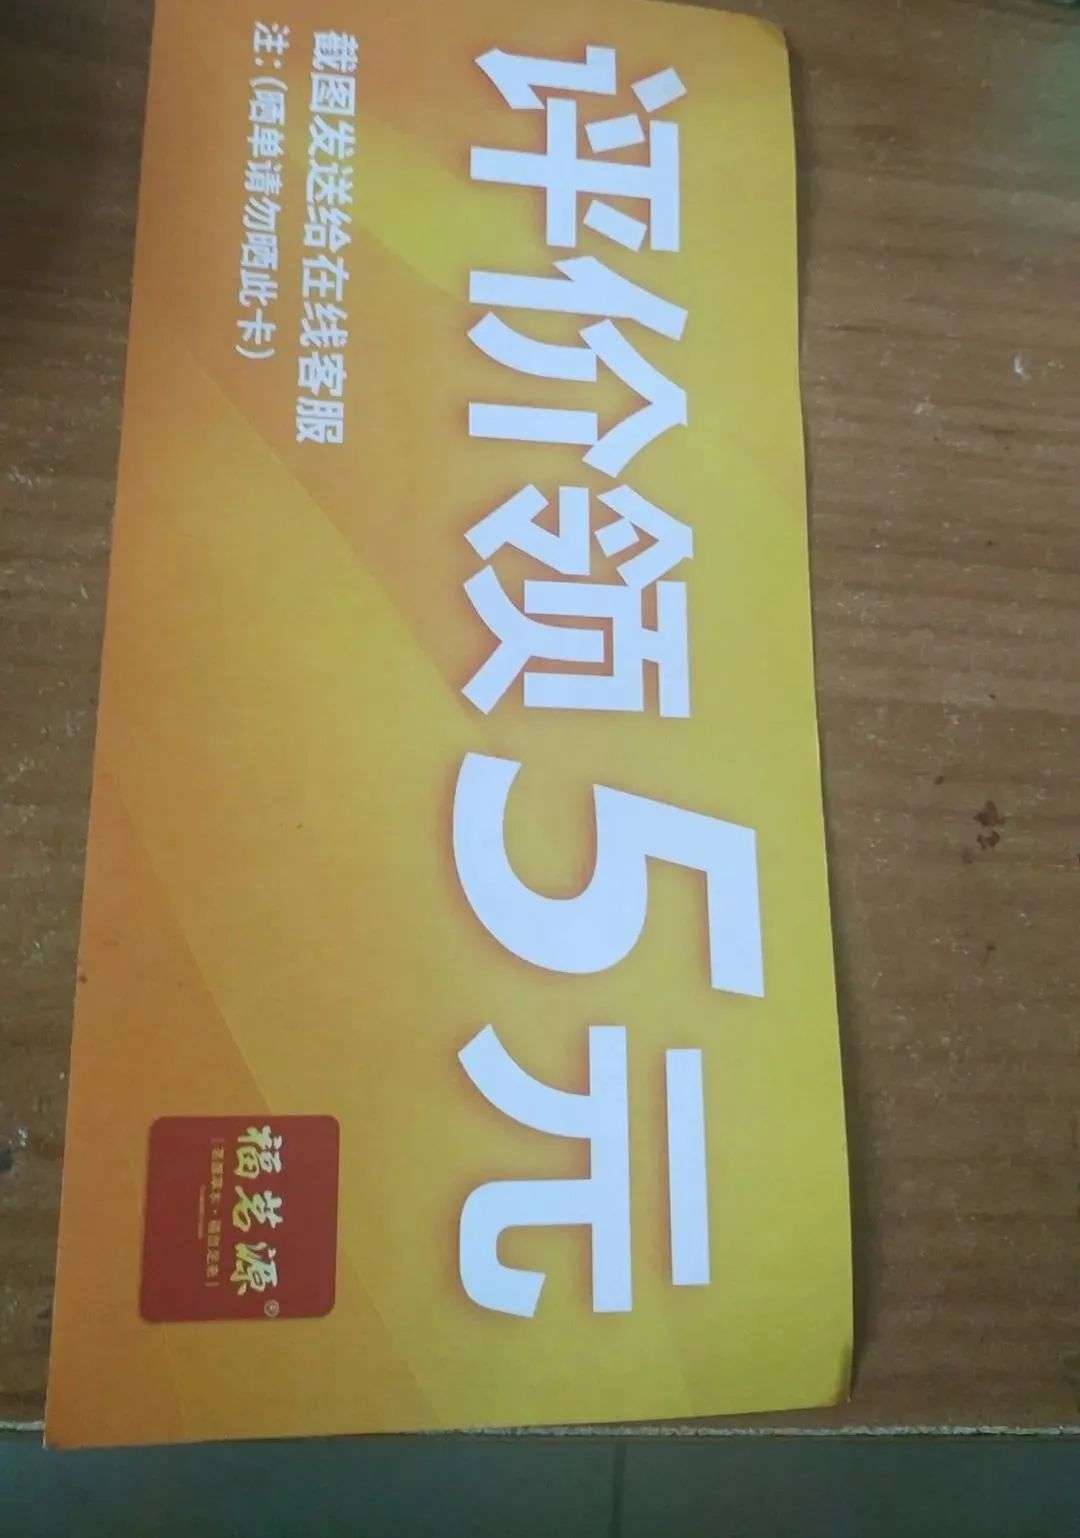 评价领5元
截图发送给在线客服
注：（晒单请勿晒此卡）
福茗源®